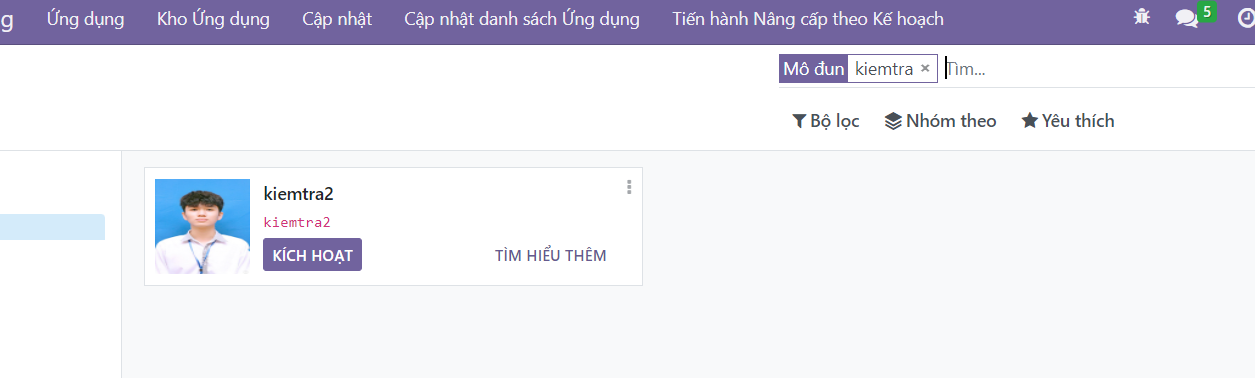 g Ứng dụng Kho Ứng dụng Cập nhật Cập nhật danh sách Ứng dụng Tiến hành Nâng cấp theo Kế hoạch 5
Mô đun kiemtra × Tìm...
Bộ lọc Nhóm theo Yêu thích
kiemtra2
kiemtra2
KÍCH HOẠT TÌM HIỂU THÊM